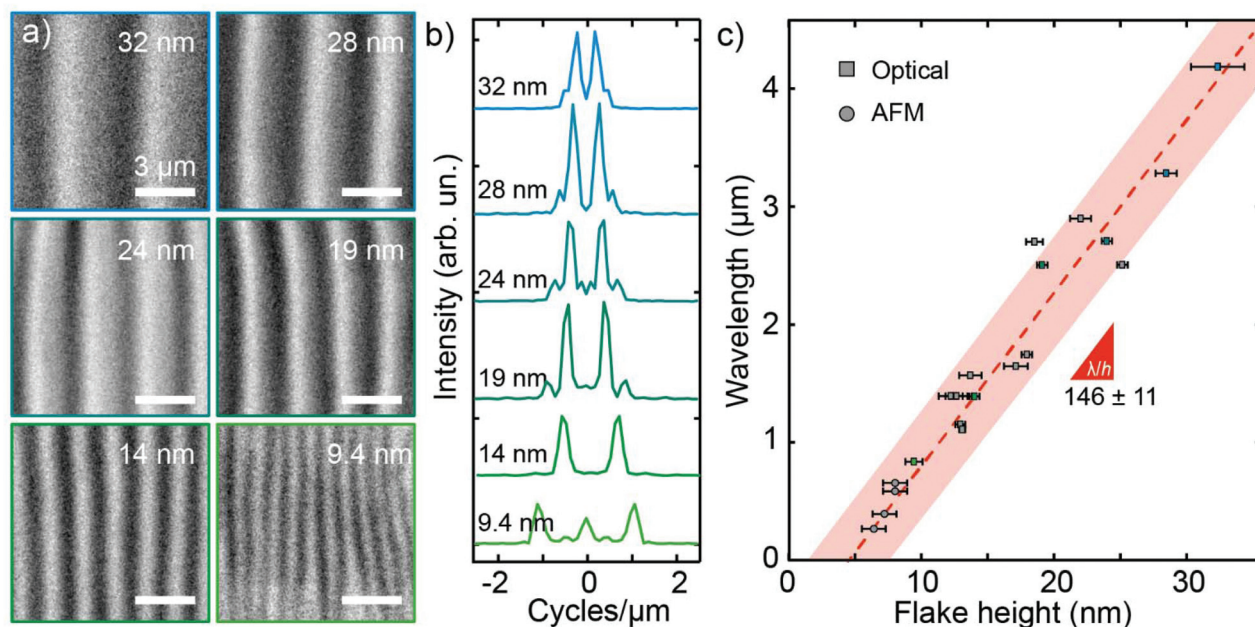 a)
32 nm
3 µm
28 nm
24 nm
19 nm
14 nm
9.4 nm
b)
Intensity (arb. un.)
32 nm
28 nm
24 nm
19 nm
14 nm
9.4 nm
-2 -1 0 1 2
Cycles/µm
c)
Wavelength (µm)
4
3
2
1
0
Optical
AFM
λ/h
146 ± 11
0 10 20 30
Flake height (nm)